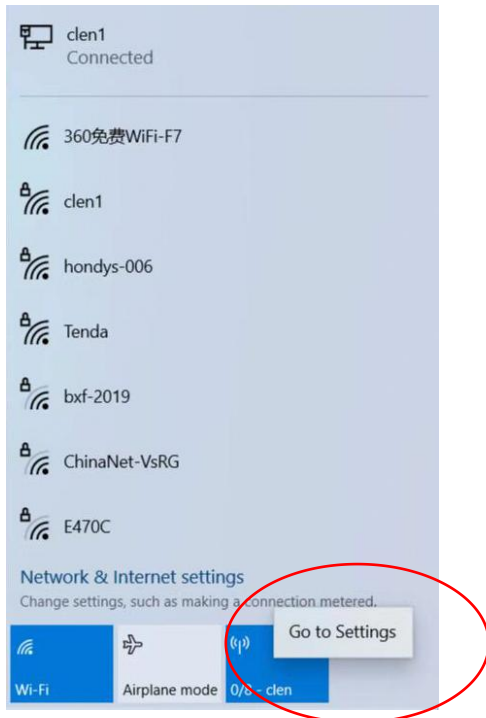 clen1
Connected
360免费WiFi-F7
clen1
hondys-006
Tenda
bxf-2019
ChinaNet-VsRG
E470C
Network & Internet settings
Change settings, such as making a connection metered.
Go to Settings
Wi-Fi
Airplane mode
0/8 - clen